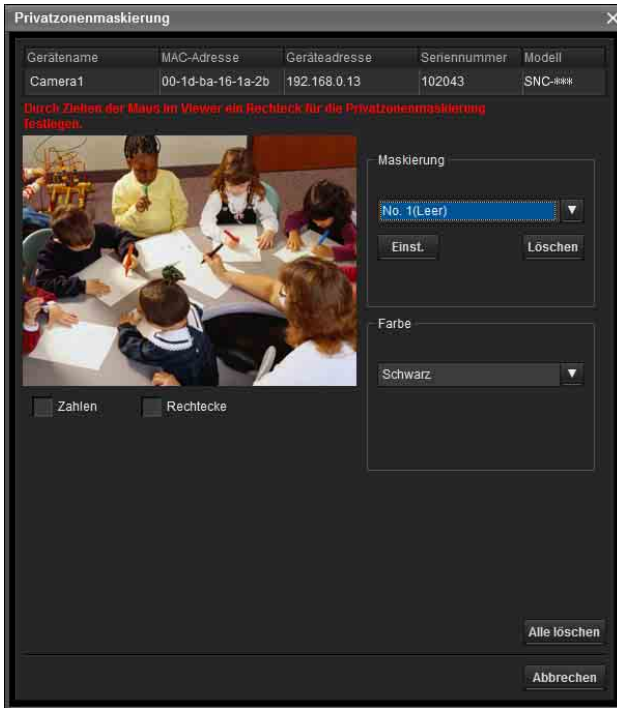 Privatzonenmaskierung
Gerätename MAC-Adresse Geräteadresse Seriennummer Modell
Camera1 00-1d-ba-16-1a-2b 192.168.0.13 102043 SNC-***
Durch Ziehen der Maus im Viewer ein Rechteck für die Privatzonenmaskierung
festlegen.
Maskierung
No. 1(Leer)
Einst. Löschen
Farbe
Schwarz
Zahlen Rechtecke
Alle löschen
Abbrechen